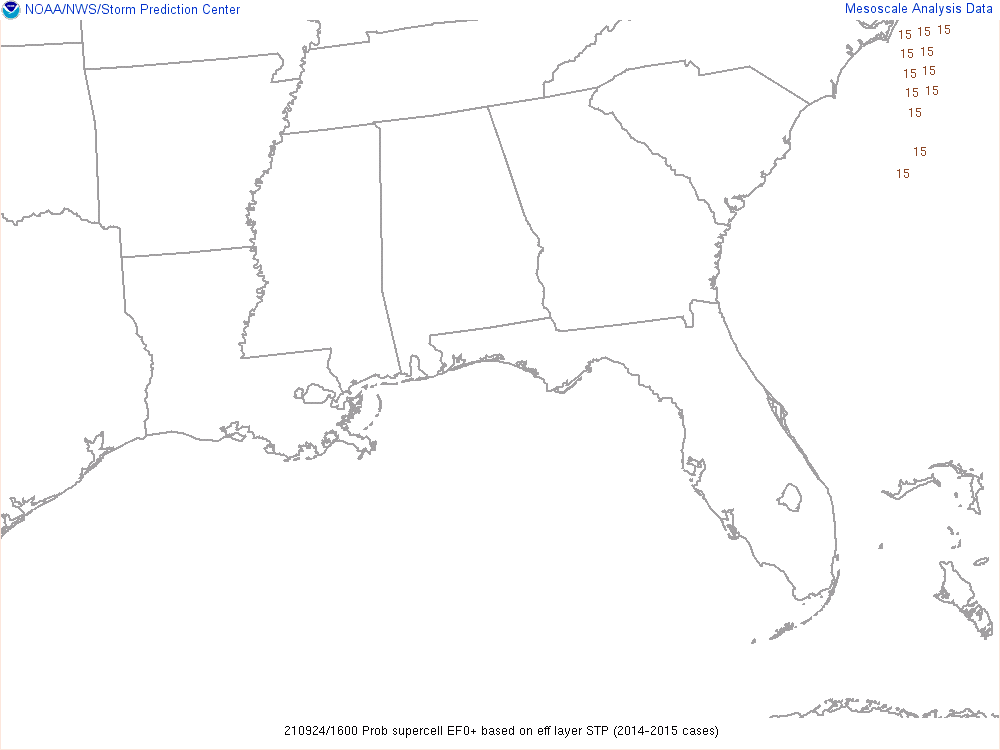 NOAA/NWS/Storm Prediction Center
Mesoscale Analysis Data
15 15 15
15 15
15 15
15 15
15
15
15
210924/1600 Prob supercell EF0+ based on eff layer STP (2014-2015 cases)